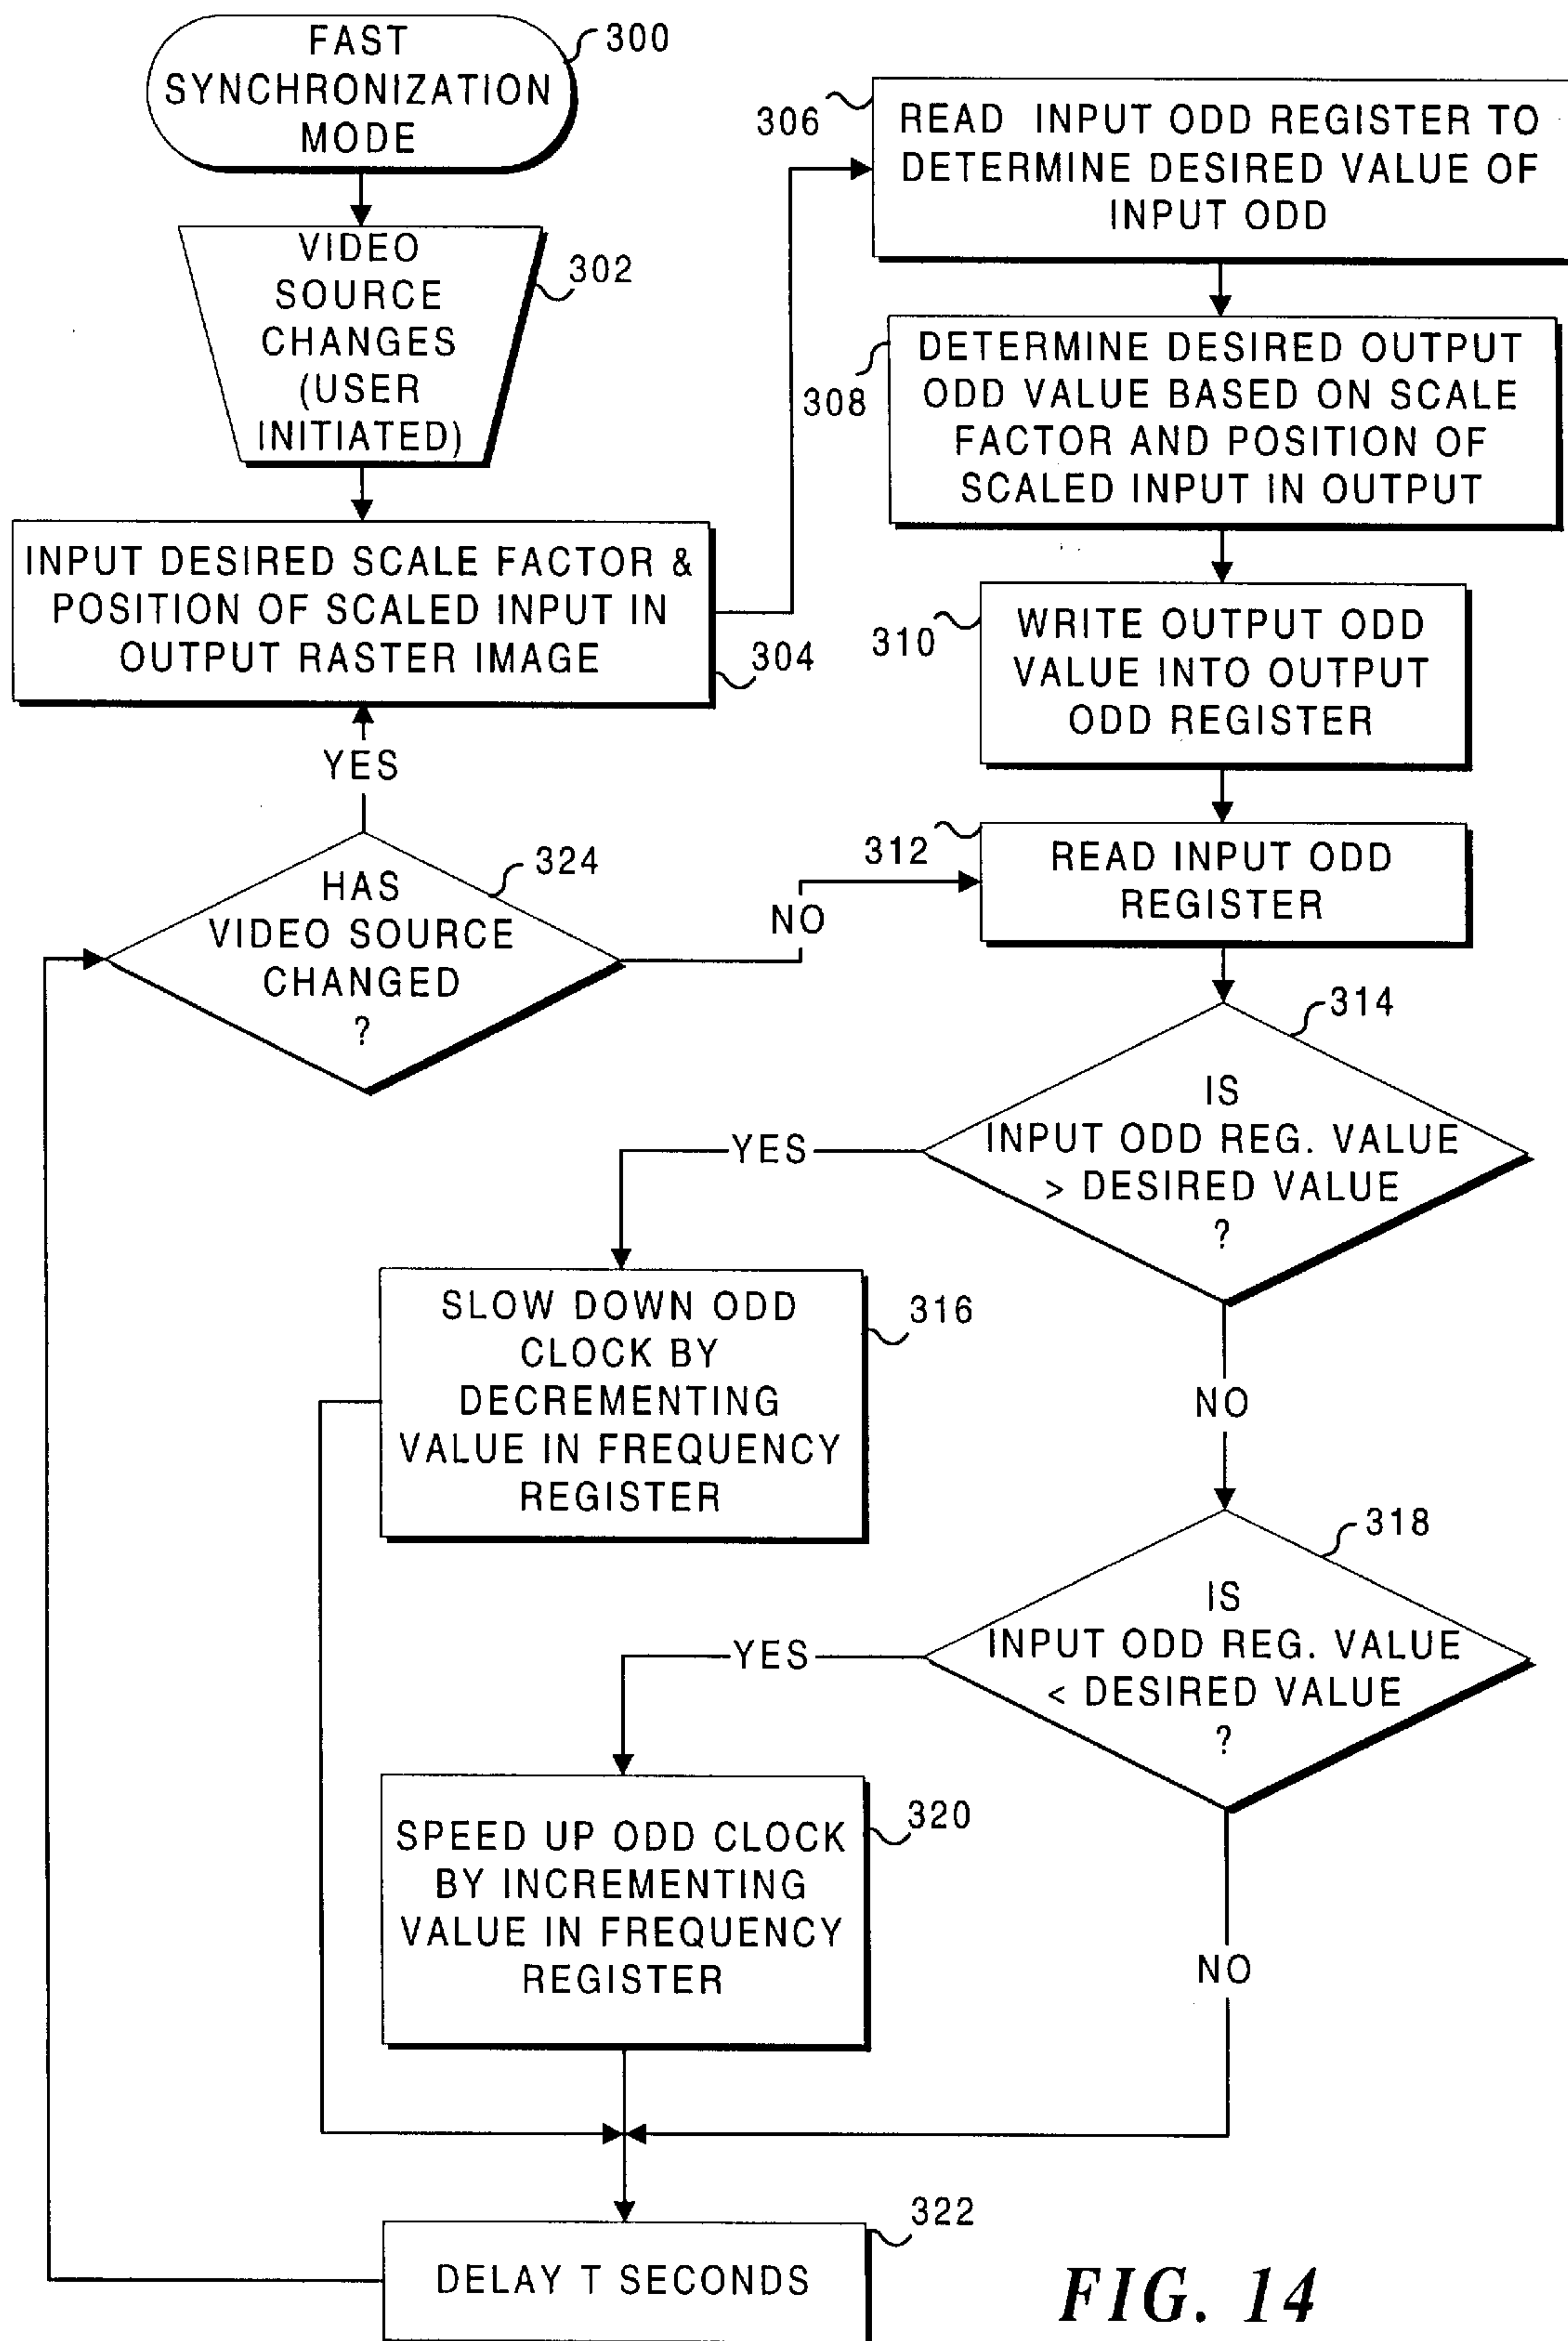 FAST
SYNCHRONIZATION
MODE
300
VIDEO
SOURCE
CHANGES
(USER
INITIATED)
302
INPUT DESIRED SCALE FACTOR &
POSITION OF SCALED INPUT IN
OUTPUT RASTER IMAGE
304
306
READ INPUT ODD REGISTER TO
DETERMINE DESIRED VALUE OF
INPUT ODD
308
DETERMINE DESIRED OUTPUT
ODD VALUE BASED ON SCALE
FACTOR AND POSITION OF
SCALED INPUT IN OUTPUT
310
WRITE OUTPUT ODD
VALUE INTO OUTPUT
ODD REGISTER
312
READ INPUT ODD
REGISTER
YES
HAS
VIDEO SOURCE
CHANGED
?
324
NO
314
IS
INPUT ODD REG. VALUE
> DESIRED VALUE
?
YES
SLOW DOWN ODD
CLOCK BY
DECREMENTING
VALUE IN FREQUENCY
REGISTER
316
NO
318
IS
INPUT ODD REG. VALUE
< DESIRED VALUE
?
YES
SPEED UP ODD CLOCK
BY INCREMENTING
VALUE IN FREQUENCY
REGISTER
320
NO
322
DELAY T SECONDS
FIG. 14